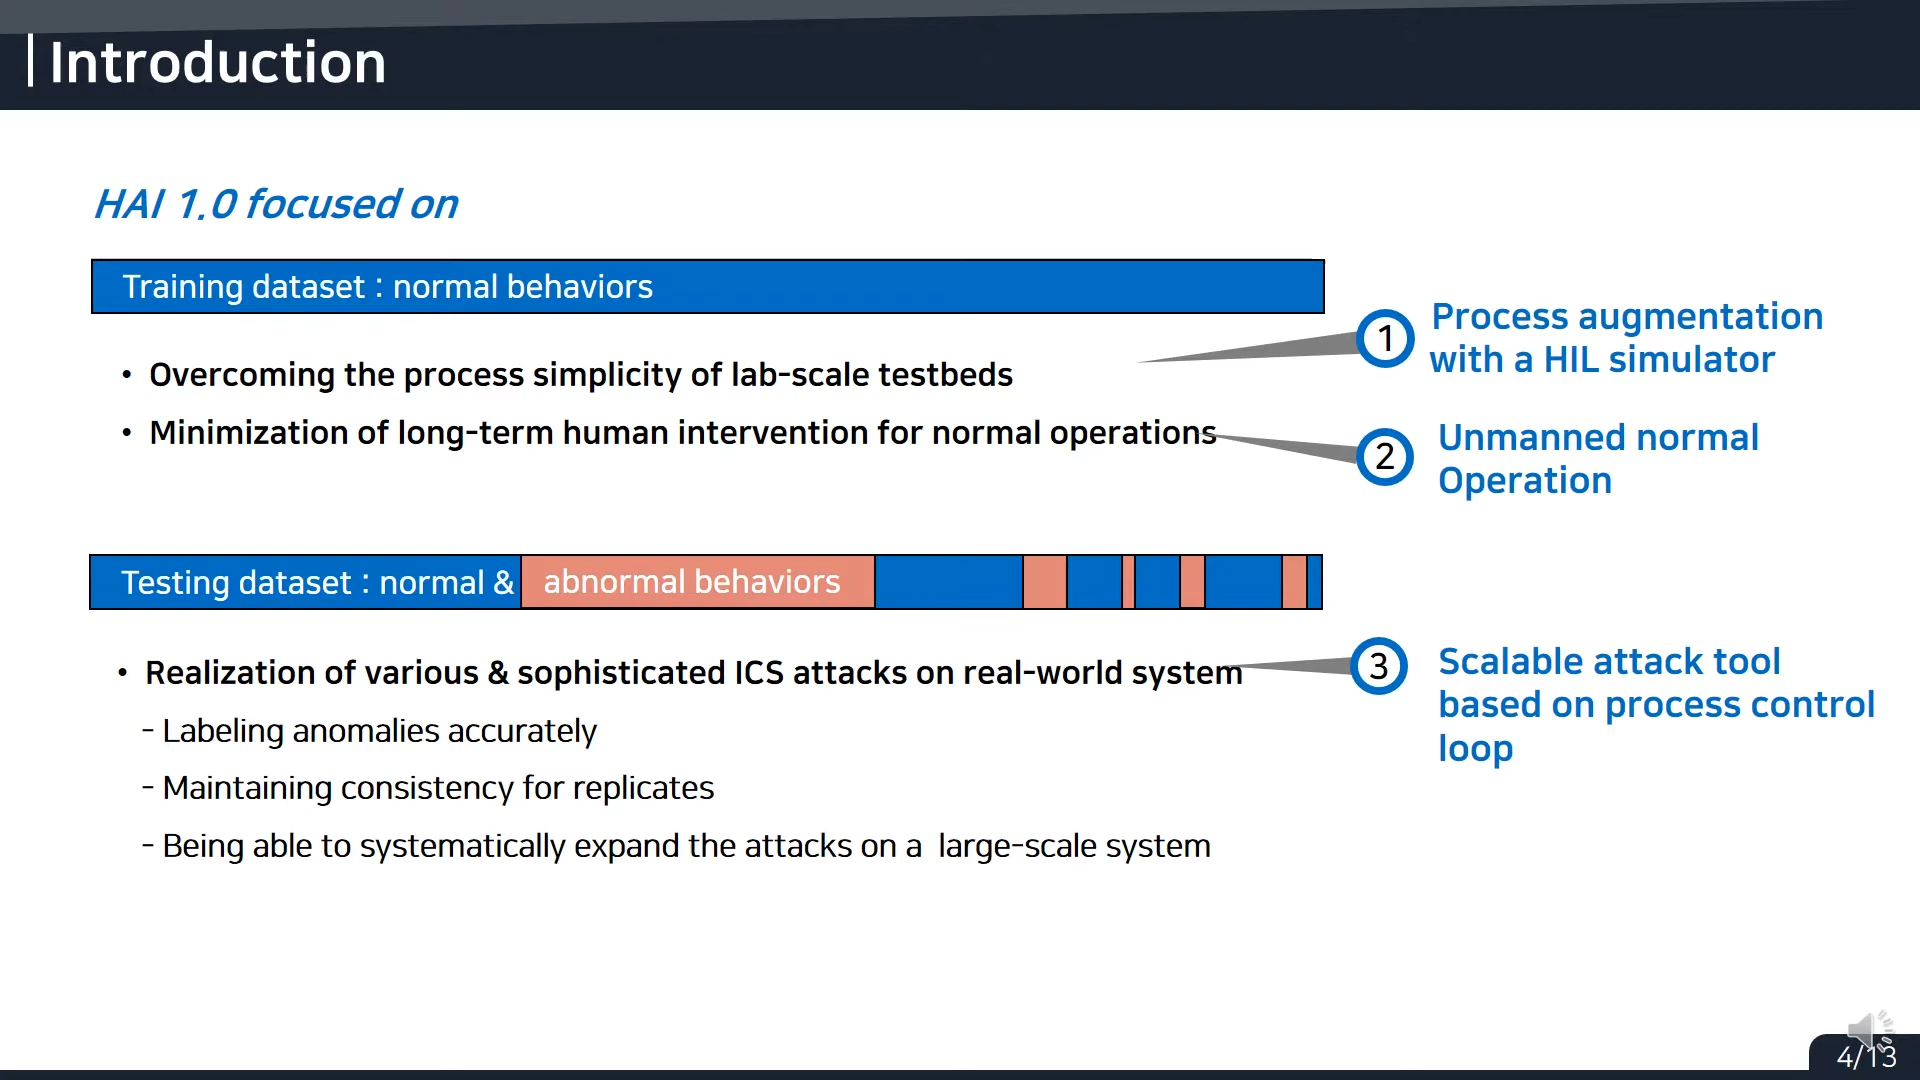 Introduction
HAI 1.0 focused on
Training dataset : normal behaviors
• Overcoming the process simplicity of lab-scale testbeds
• Minimization of long-term human intervention for normal operations
1
Process augmentation
with a HIL simulator
2
Unmanned normal
Operation
Testing dataset : normal & abnormal behaviors
• Realization of various & sophisticated ICS attacks on real-world system
- Labeling anomalies accurately
- Maintaining consistency for replicates
- Being able to systematically expand the attacks on a large-scale system
3
Scalable attack tool
based on process control
loop
4/13